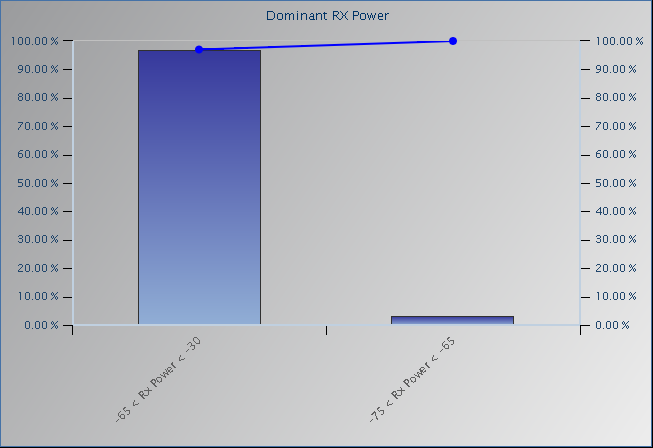 Dominant RX Power
100.00 % 100.00 %
90.00 % 90.00 %
80.00 % 80.00 %
70.00 % 70.00 %
60.00 % 60.00 %
50.00 % 50.00 %
40.00 % 40.00 %
30.00 % 30.00 %
20.00 % 20.00 %
10.00 % 10.00 %
0.00 % 0.00 %
-65 < Rx Power < -30
-75 < Rx Power < -65